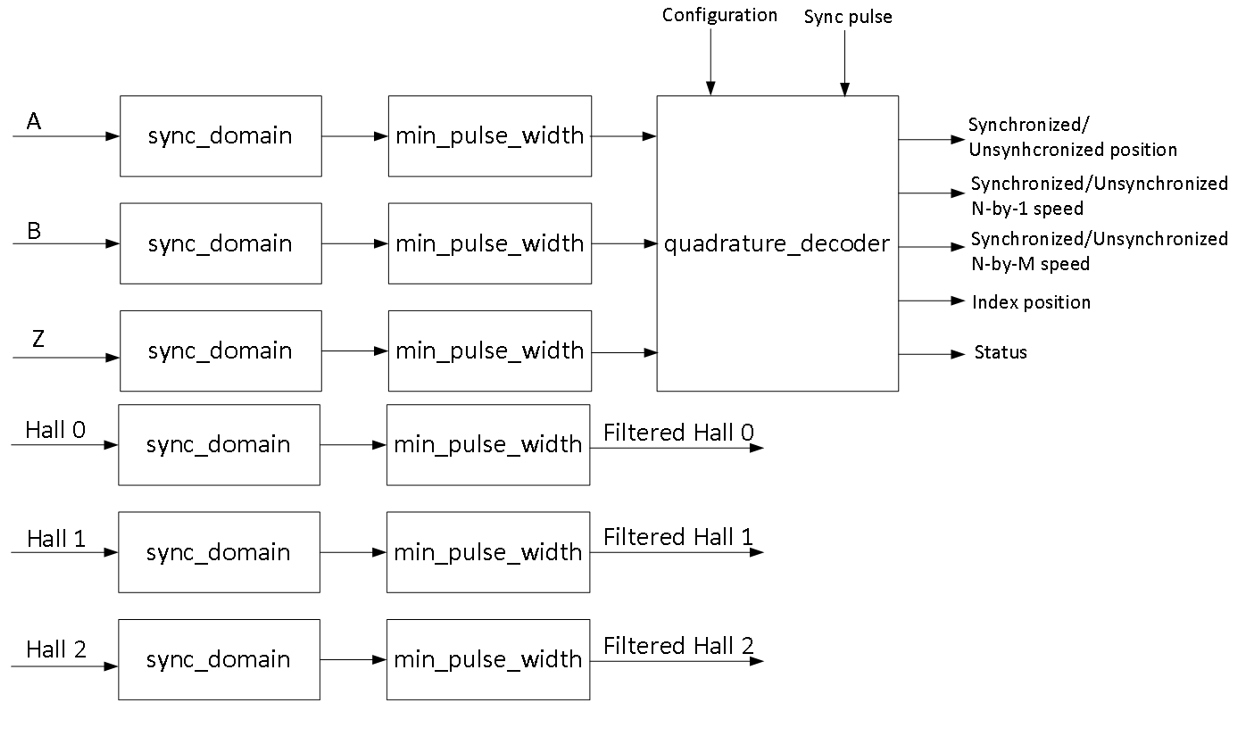 Configuration
Sync pulse
A
sync_domain
min_pulse_width
Synchronized/
Unsynhcronized position
Synchronized/Unsynchronized
N-by-1 speed
B
sync_domain
min_pulse_width
quadrature_decoder
Synchronized/Unsynchronized
N-by-M speed
Index position
Z
sync_domain
min_pulse_width
Status
Hall 0
sync_domain
min_pulse_width
Filtered Hall 0
Hall 1
sync_domain
min_pulse_width
Filtered Hall 1
Hall 2
sync_domain
min_pulse_width
Filtered Hall 2